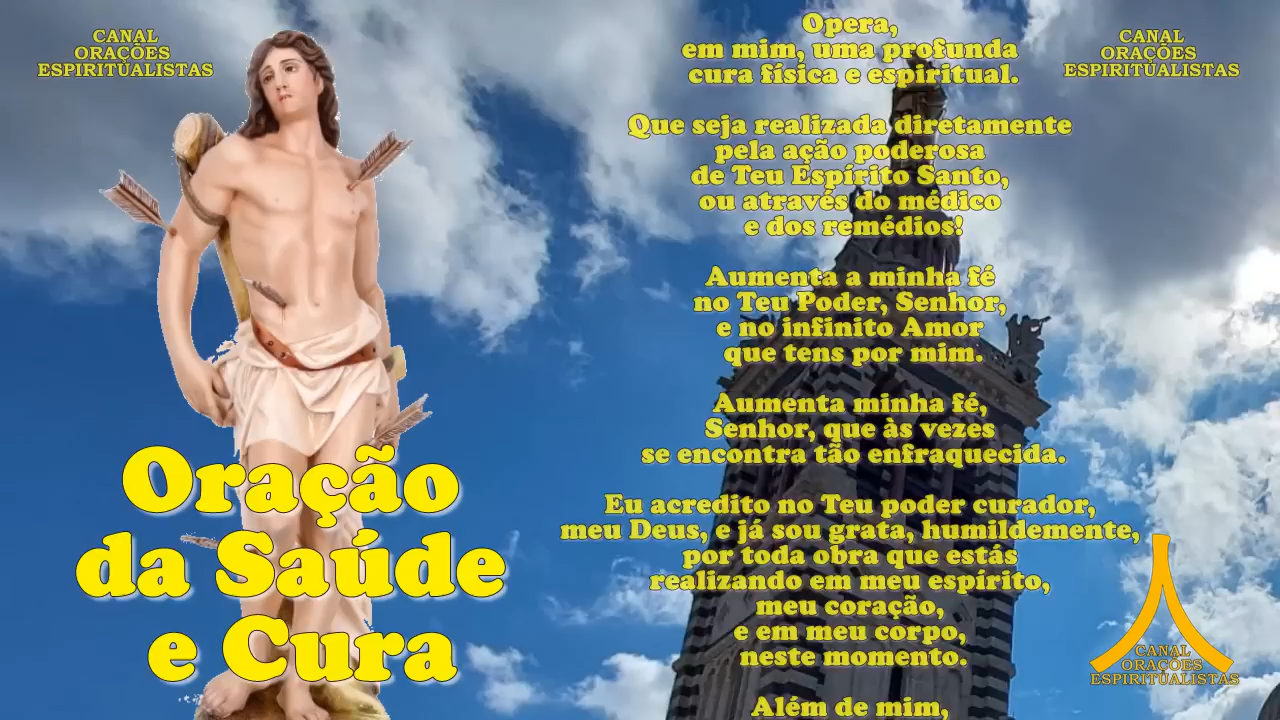 CANAL
ORAÇÕES
ESPIRITUALISTAS
Oração
da Saúde
e Cura
Opera,
em mim, uma profunda
cura física e espiritual.
Que seja realizada diretamente
pela ação poderosa
de Teu Espírito Santo,
ou através do médico
e dos remédios!
Aumenta a minha fé
no Teu Poder, Senhor,
e no infinito Amor
que tens por mim.
Aumenta minha fé,
Senhor, que às vezes
se encontra tão enfraquecida.
Eu acredito no Teu poder curador,
meu Deus, e já sou grata, humildemente,
por toda obra que estás
realizando em meu espírito,
meu coração,
e em meu corpo,
neste momento.
Além de mim,
CANAL
ORAÇÕES
ESPIRITUALISTAS
CANAL
ORAÇÕES
ESPIRITUALISTAS